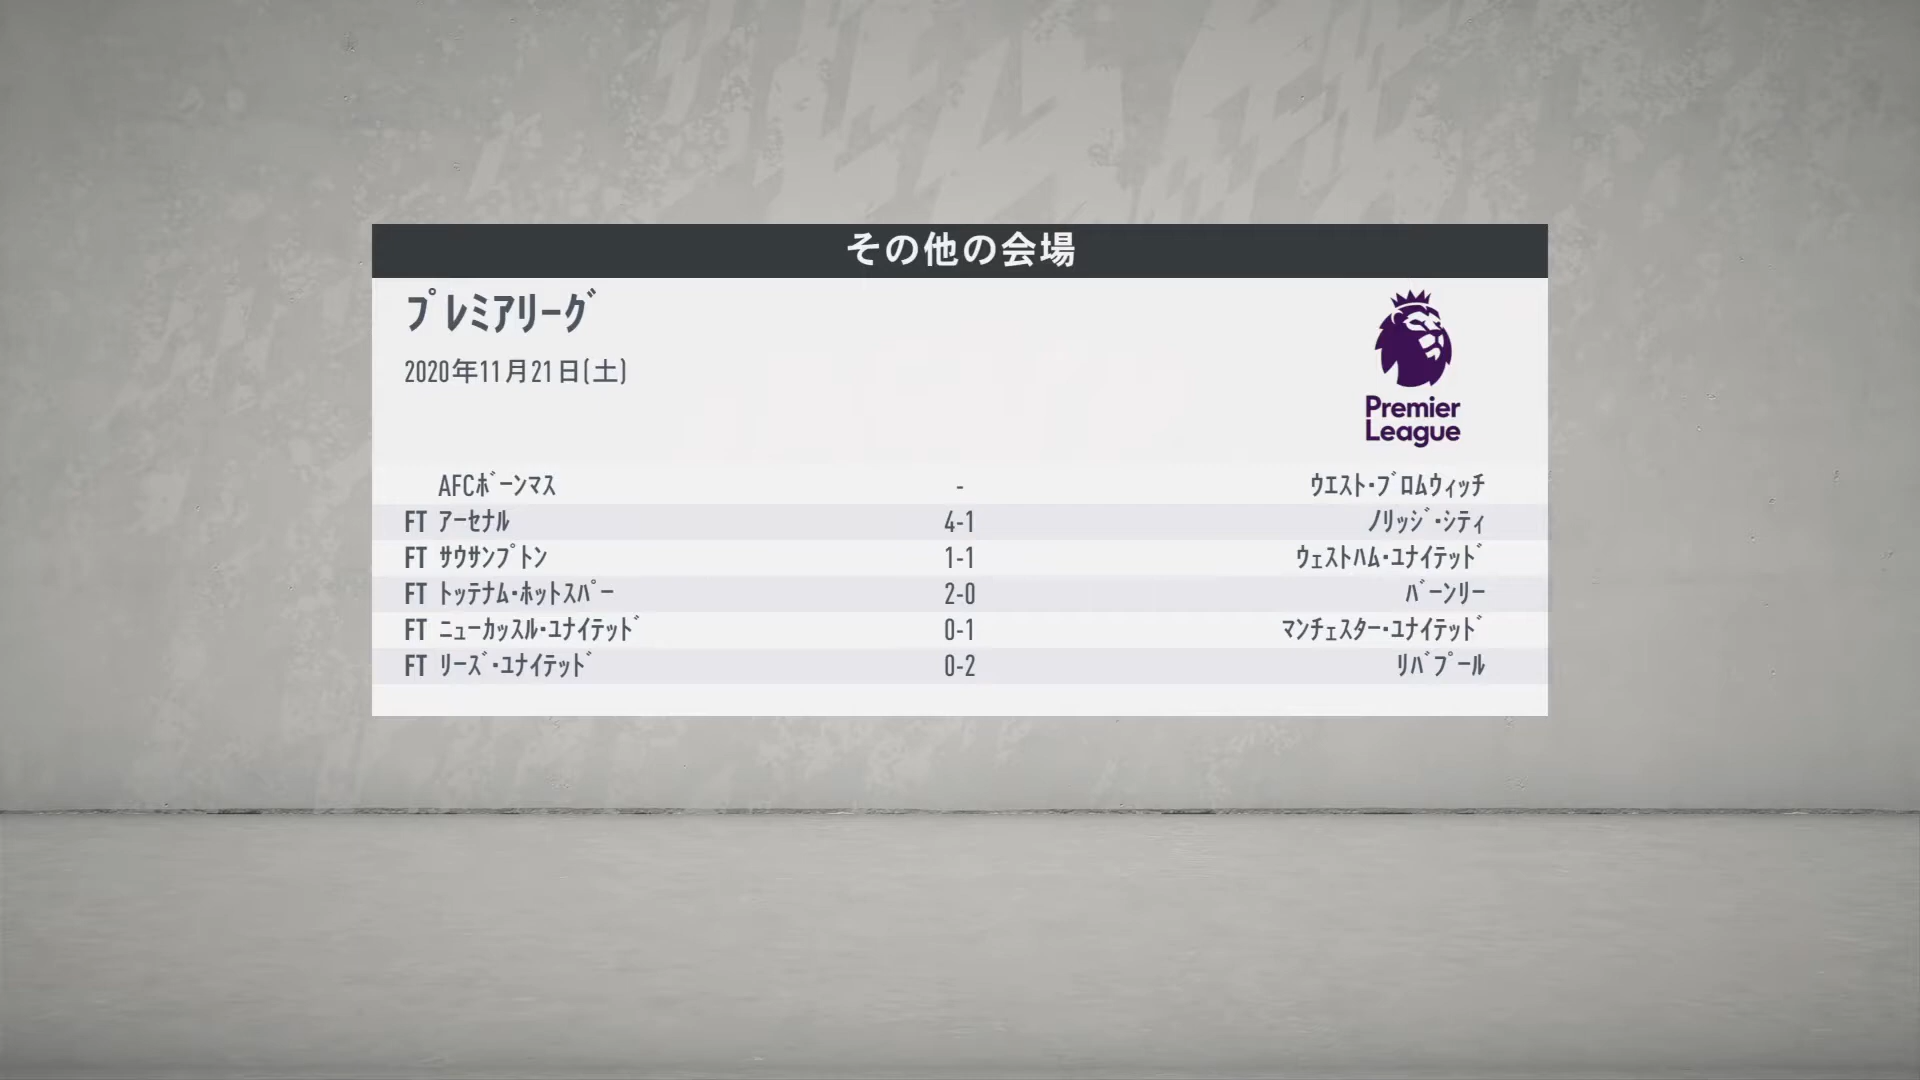 その他の会場
プレミアリーグ
2020年11月21日(土)
Premier
League
AFCボーンマス - ウエスト・ブロムウィッチ
FT アーセナル 4-1 ノリッジ・シティ
FT サウサンプトン 1-1 ウェストハム・ユナイテッド
FT トッテナム・ホットスパー 2-0 バーンリー
FT ニューカッスル・ユナイテッド 0-1 マンチェスター・ユナイテッド
FT リーズ・ユナイテッド 0-2 リバプール